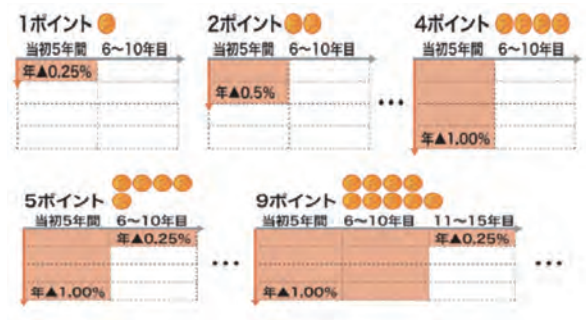 1ポイント
当初5年間 6~10年目
年▲0.25%
2ポイント
当初5年間 6~10年目
年▲0.5%
…
4ポイント
当初5年間 6~10年目
年▲1.00%
5ポイント
当初5年間 6~10年目
年▲0.25%
年▲1.00%
…
9ポイント
当初5年間 6~10年目 11~15年目
年▲0.25%
年▲1.00%
…